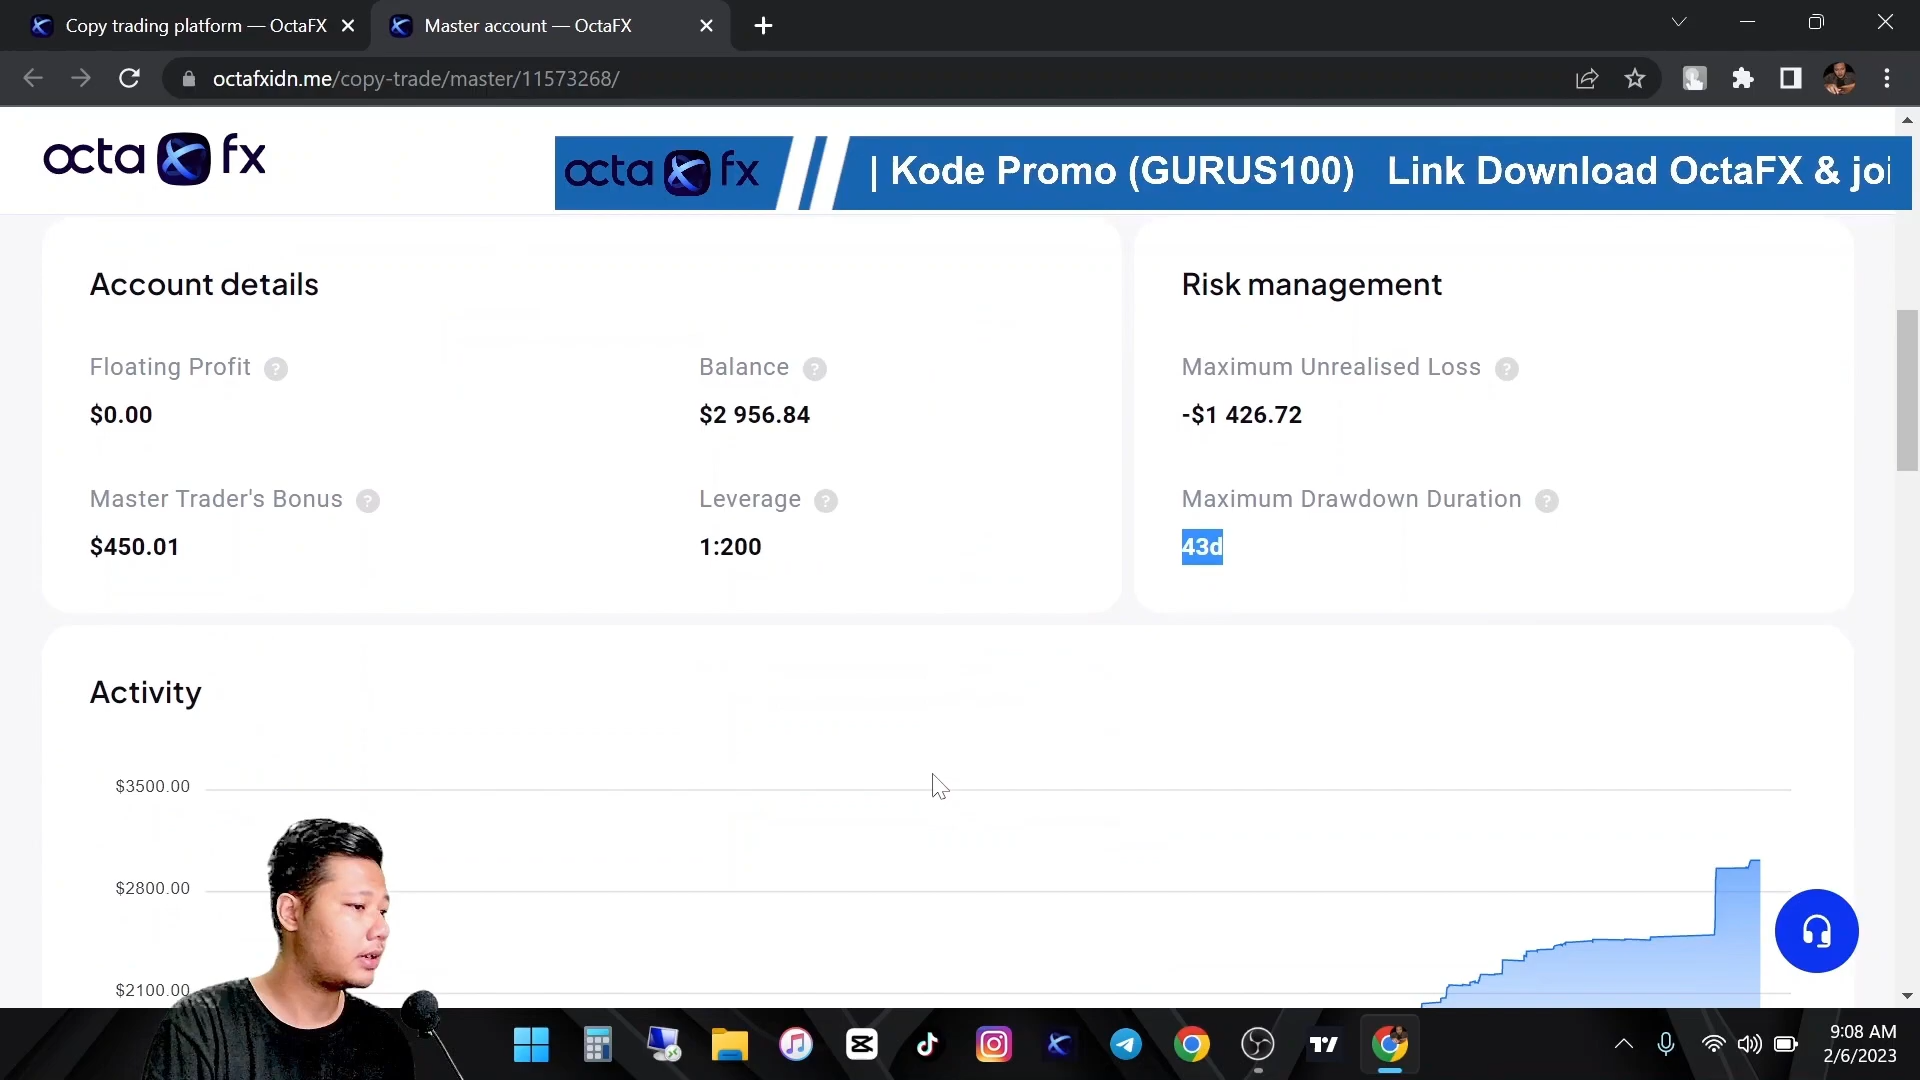 Copy trading platform — OctaFX
Master account — OctaFX
octafxidn.me/copy-trade/master/11573268/
octa fx
octa fx
| Kode Promo (GURUS100) Link Download OctaFX & joi
Account details
Floating Profit ?
$0.00
Balance ?
$2 956.84
Master Trader's Bonus ?
$450.01
Leverage ?
1:200
Risk management
Maximum Unrealised Loss ?
-$1 426.72
Maximum Drawdown Duration ?
43d
Activity
$3500.00
$2800.00
$2100.00
9:08 AM
2/6/2023